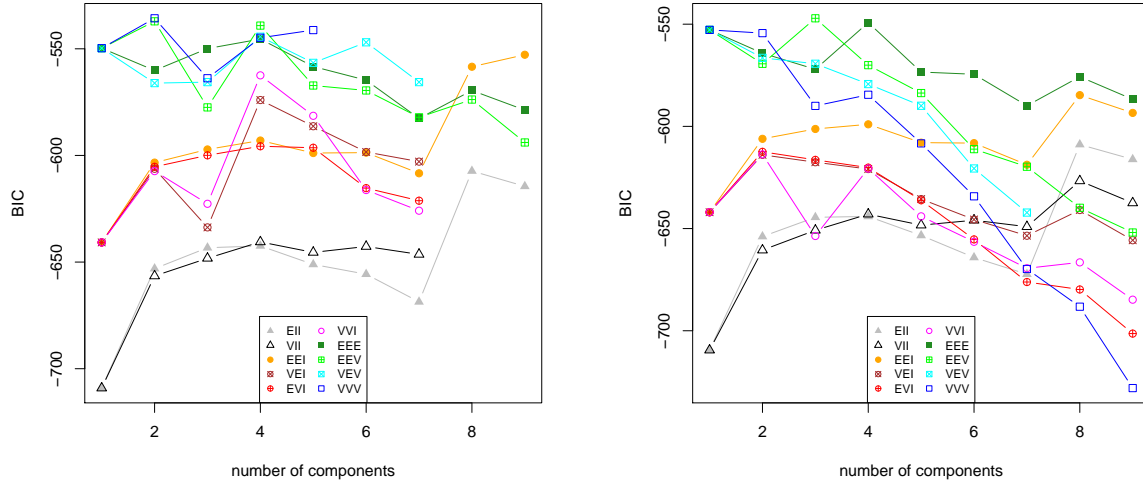 BIC
-550
-600
-650
-700
2
4
6
8
number of components
EII
VII
EEI
VEI
EVI
VVI
EEE
EEV
VEV
VVV
BIC
-550
-600
-650
-700
2
4
6
8
number of components
EII
VII
EEI
VEI
EVI
VVI
EEE
EEV
VEV
VVV